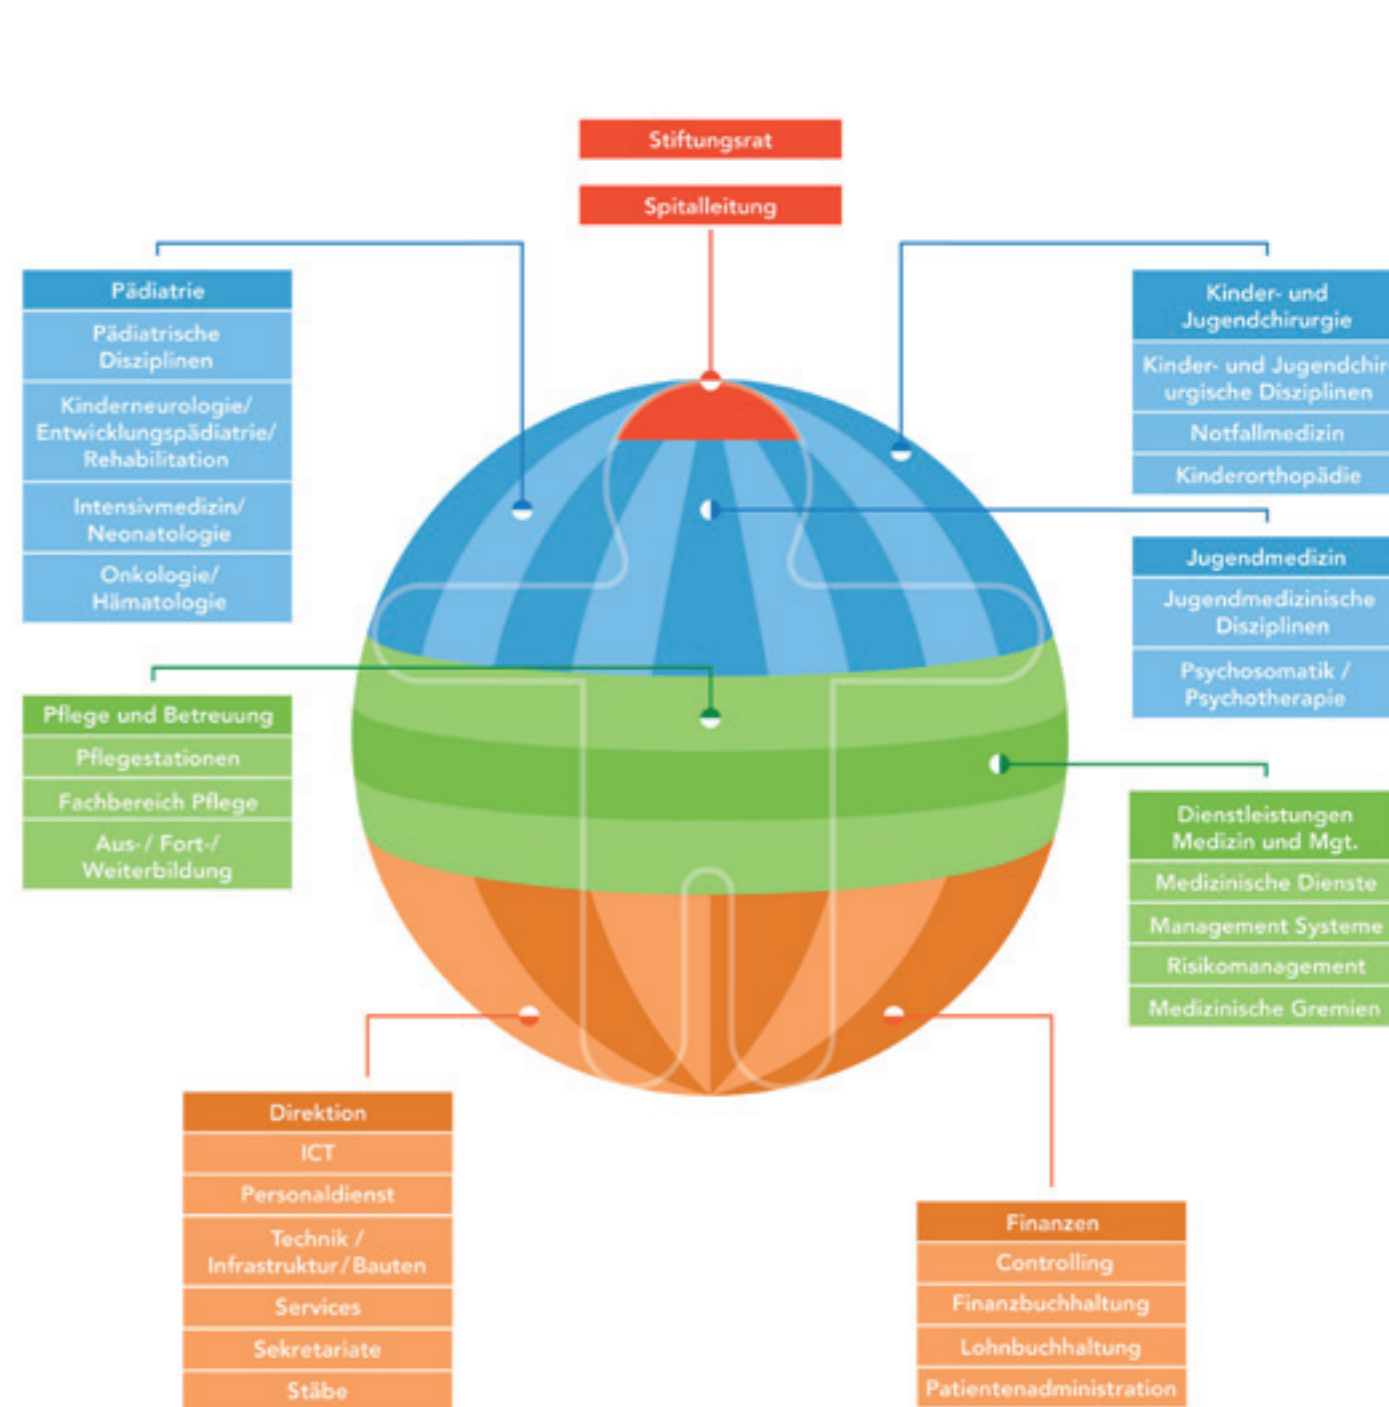 Stiftungsrat
Spitalleitung
Pädiatrie
Pädiatrische
Disziplinen
Kinderneurologie/
Entwicklungspädiatrie/
Rehabilitation
Intensivmedizin/
Neonatologie
Onkologie/
Hämatologie
Kinder- und
Jugendchirurgie
Kinder- und Jugendchir-
urgische Disziplinen
Notfallmedizin
Kinderorthopädie
Jugendmedizin
Jugendmedizinische
Disziplinen
Psychosomatik /
Psychotherapie
Pflege und Betreuung
Pflegestationen
Fachbereich Pflege
Aus-/ Fort-/
Weiterbildung
Dienstleistungen
Medizin und Mgt.
Medizinische Dienste
Management Systeme
Risikomanagement
Medizinische Gremien
Direktion
ICT
Personaldienst
Technik /
Infrastruktur/Bauten
Services
Sekretariate
Stäbe
Finanzen
Controlling
Finanzbuchhaltung
Lohnbuchhaltung
Patientenadministration